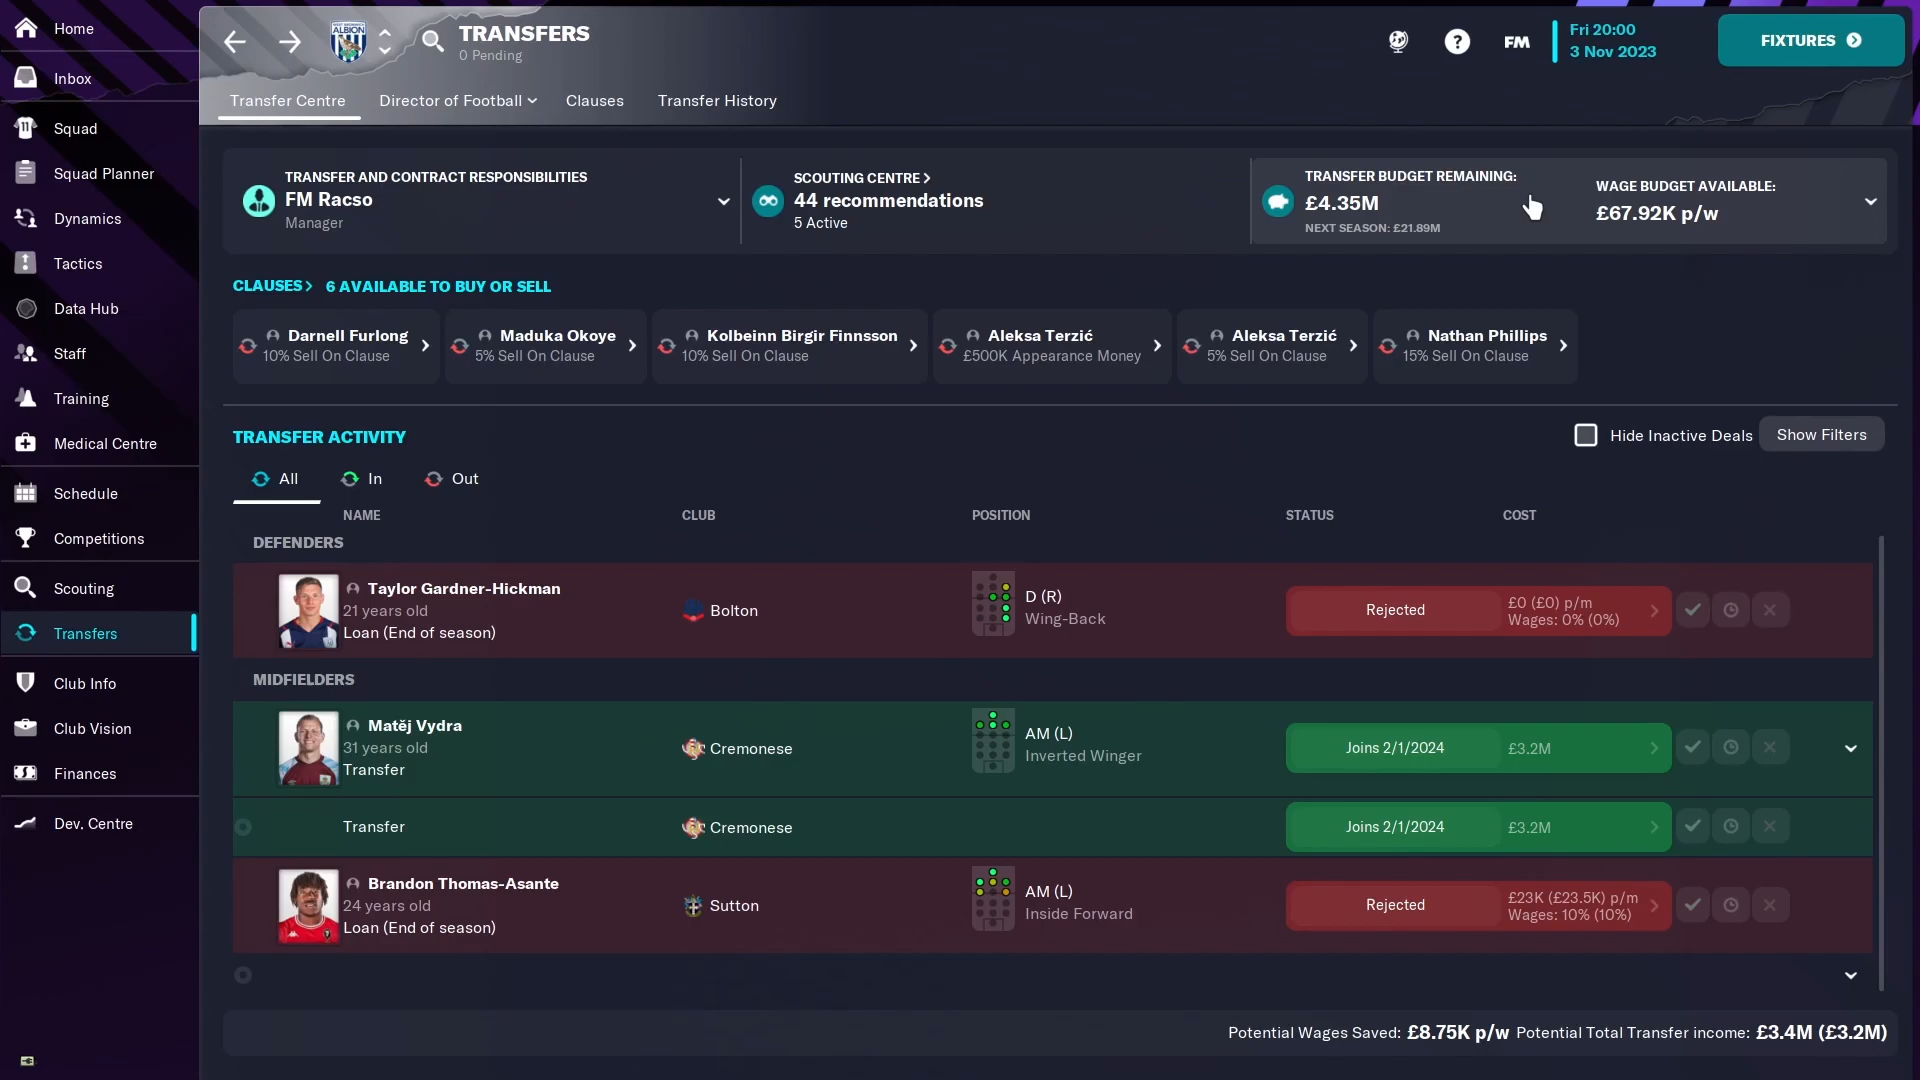 Home
Inbox
Squad
Squad Planner
Dynamics
Tactics
Data Hub
Staff
Training
Medical Centre
Schedule
Competitions
Scouting
Transfers
Club Info
Club Vision
Finances
Dev. Centre
ALBION
TRANSFERS
0 Pending
?
FM
Fri 20:00
3 Nov 2023
FIXTURES
Transfer Centre
Director of Football
Clauses
Transfer History
TRANSFER AND CONTRACT RESPONSIBILITIES
FM Racso
Manager
SCOUTING CENTRE >
44 recommendations
5 Active
TRANSFER BUDGET REMAINING:
£4.35M
NEXT SEASON: £21.89M
WAGE BUDGET AVAILABLE:
£67.92K p/w
CLAUSES > 6 AVAILABLE TO BUY OR SELL
Darnell Furlong
10% Sell On Clause
Maduka Okoye
5% Sell On Clause
Kolbeinn Birgir Finnsson
10% Sell On Clause
Aleksa Terzić
£500K Appearance Money
Aleksa Terzić
5% Sell On Clause
Nathan Phillips
15% Sell On Clause
TRANSFER ACTIVITY
Hide Inactive Deals
Show Filters
All
In
Out
NAME CLUB POSITION STATUS COST
DEFENDERS
Taylor Gardner-Hickman
21 years old
Loan (End of season)
Bolton
D (R)
Wing-Back
Rejected
£0 (£0) p/m
Wages: 0% (0%)
MIDFIELDERS
Matěj Vydra
31 years old
Transfer
Cremonese
AM (L)
Inverted Winger
Joins 2/1/2024
£3.2M
Transfer
Cremonese
Joins 2/1/2024
£3.2M
Brandon Thomas-Asante
24 years old
Loan (End of season)
Sutton
AM (L)
Inside Forward
Rejected
£23K (£23.5K) p/m
Wages: 10% (10%)
Potential Wages Saved: £8.75K p/w Potential Total Transfer income: £3.4M (£3.2M)